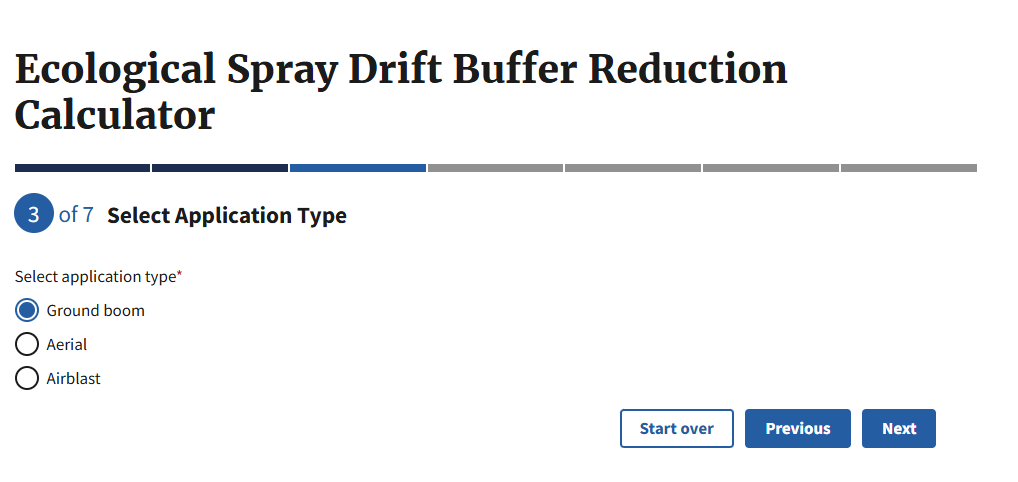 Ecological Spray Drift Buffer Reduction
Calculator
3 of 7 Select Application Type
Select application type*
Ground boom
Aerial
Airblast
Start over Previous Next